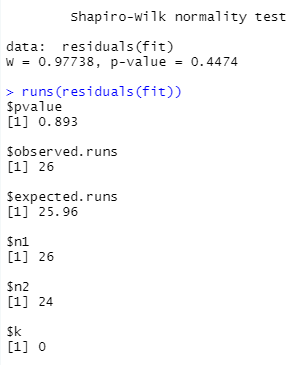 Shapiro-Wilk normality test
data:  residuals(fit)
W = 0.97738, p-value = 0.4474
> runs(residuals(fit))
$pvalue
[1] 0.893
$observed.runs
[1] 26
$expected.runs
[1] 25.96
$n1
[1] 26
$n2
[1] 24
$k
[1] 0